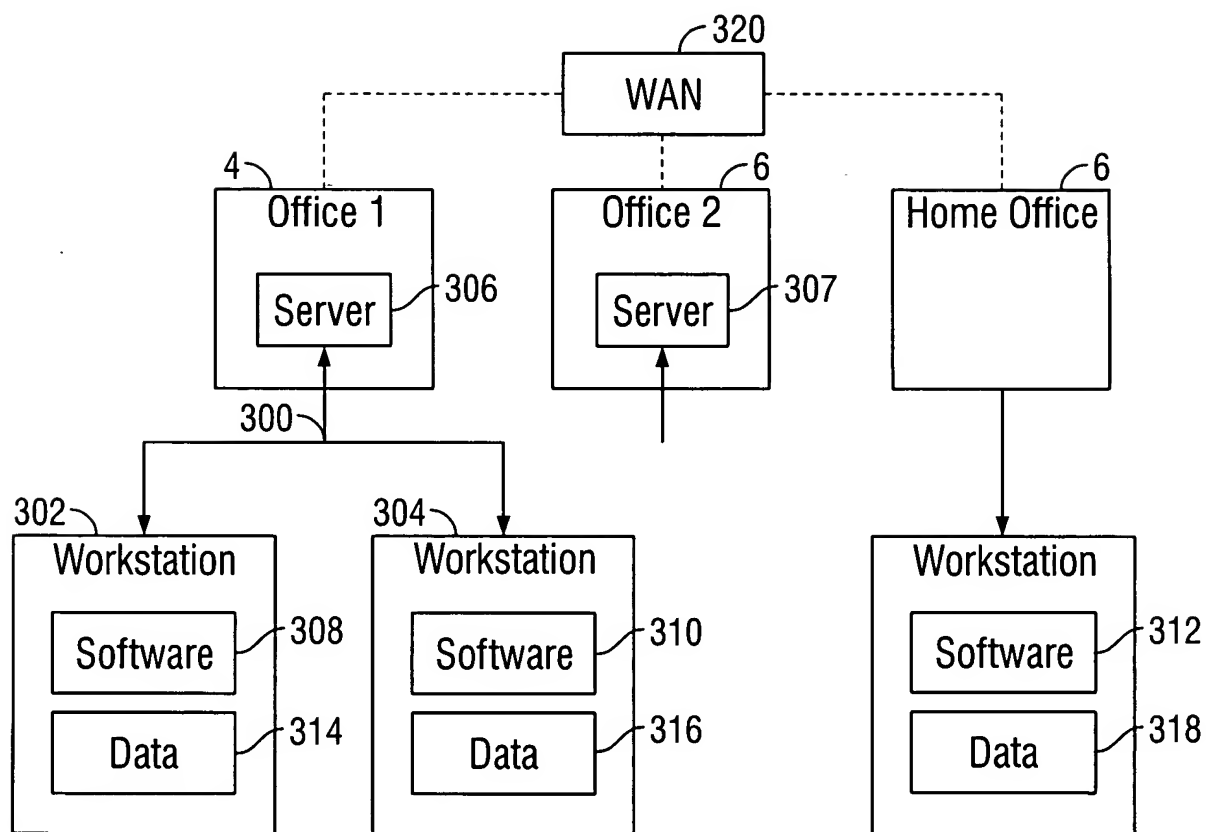 320
WAN
4
Office 1
6
Office 2
6
Home Office
Server
306
Server
307
300
302
Workstation
304
Workstation
Workstation
Software
308
Software
310
Software
312
Data
314
Data
316
Data
318